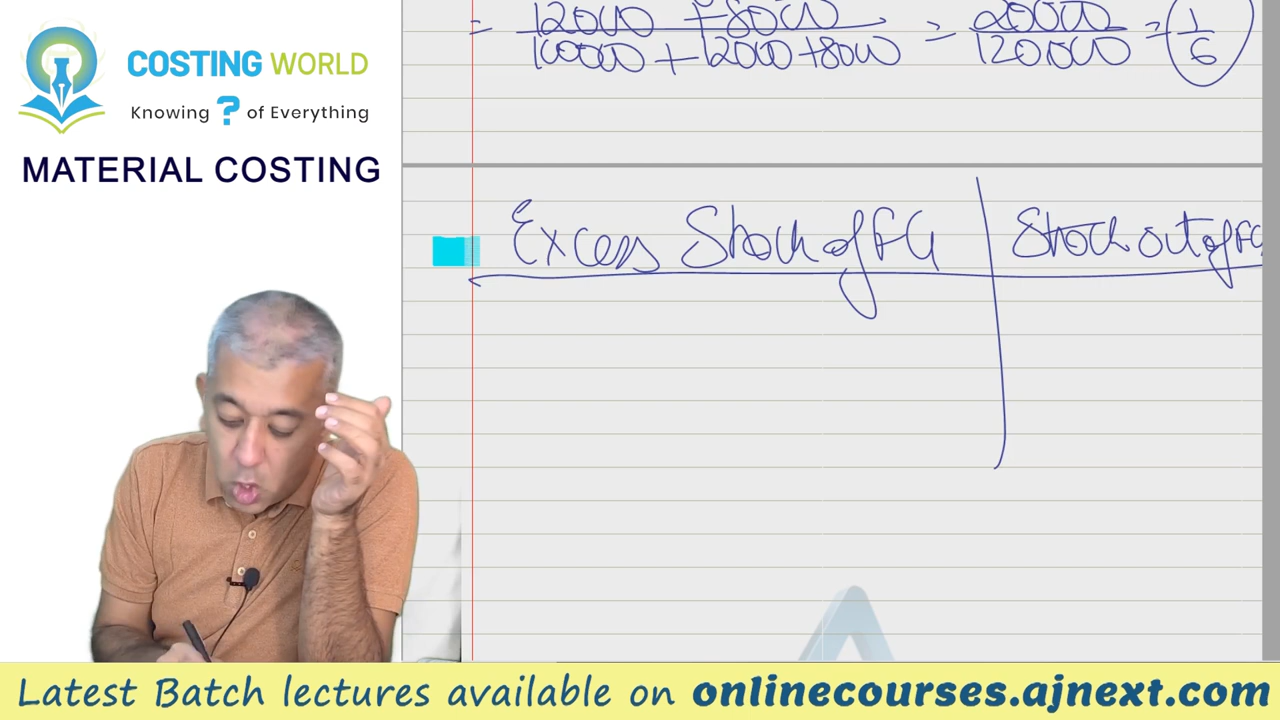 COSTING WORLD
Knowing ? of Everything
MATERIAL COSTING
= 12000 + 8000 / 100000 + 12000 + 8000 = 20000 / 120000 = 1/6
Excess Stock of FG
Stock out of FG
Latest Batch lectures available on onlinecourses.ajnext.com